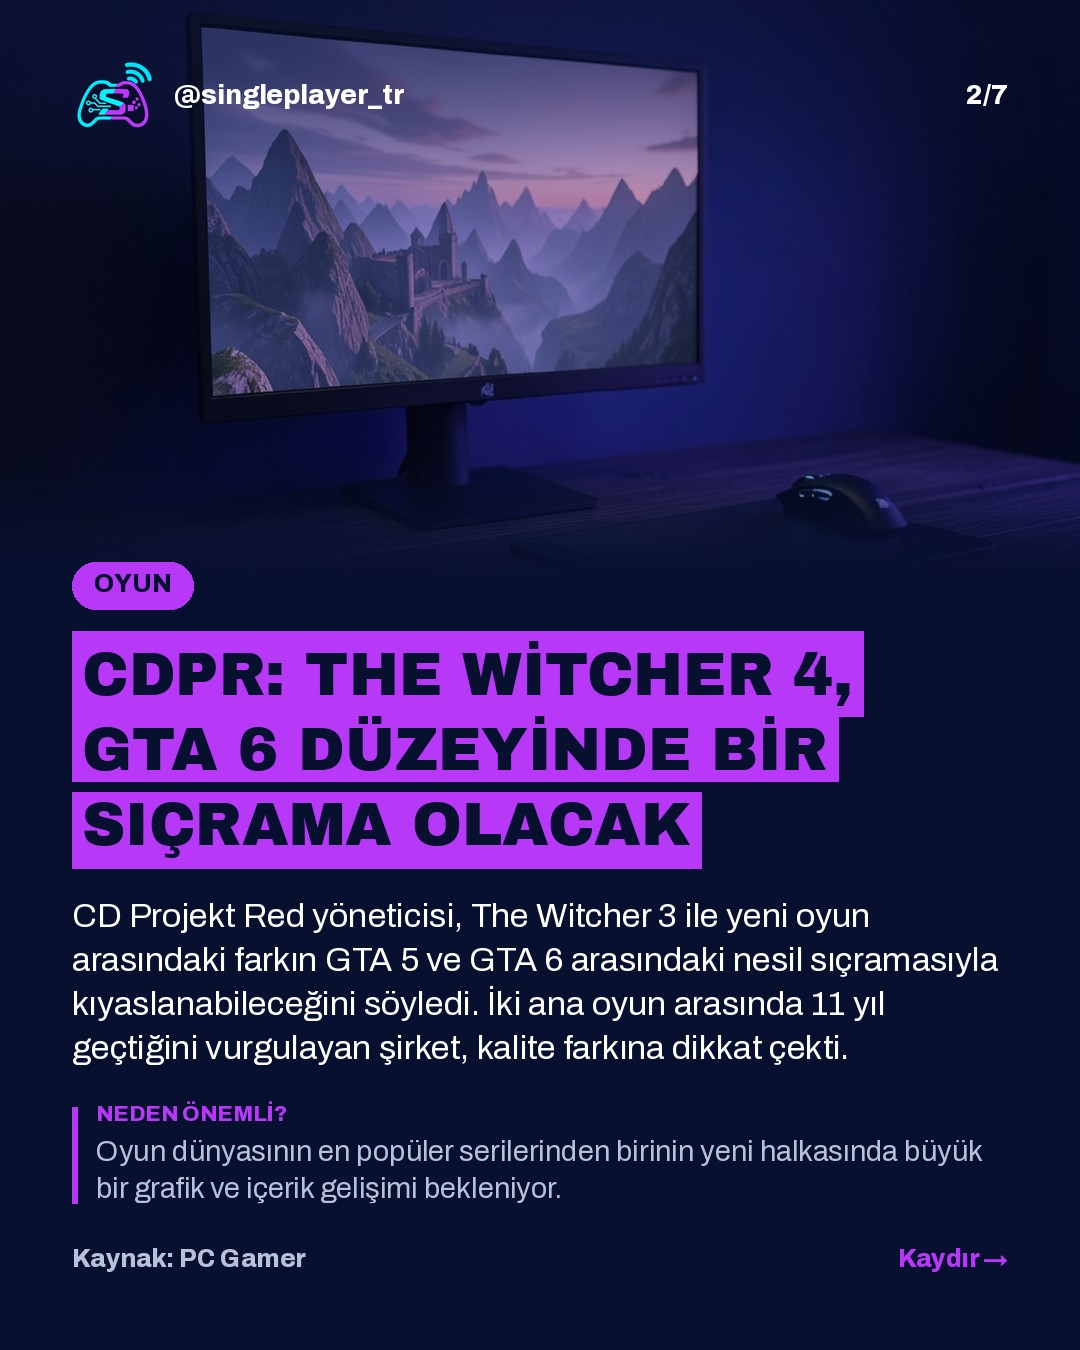 @singleplayer_tr
2/7
OYUN
CDPR: THE WİTCHER 4,
GTA 6 DÜZEYİNDE BİR
SIÇRAMA OLACAK
CD Projekt Red yöneticisi, The Witcher 3 ile yeni oyun
arasındaki farkın GTA 5 ve GTA 6 arasındaki nesil sıçramasıyla
kıyaslanabileceğini söyledi. İki ana oyun arasında 11 yıl
geçtiğini vurgulayan şirket, kalite farkına dikkat çekti.
NEDEN ÖNEMLİ?
Oyun dünyasının en popüler serilerinden birinin yeni halkasında büyük
bir grafik ve içerik gelişimi bekleniyor.
Kaynak: PC Gamer
Kaydır →